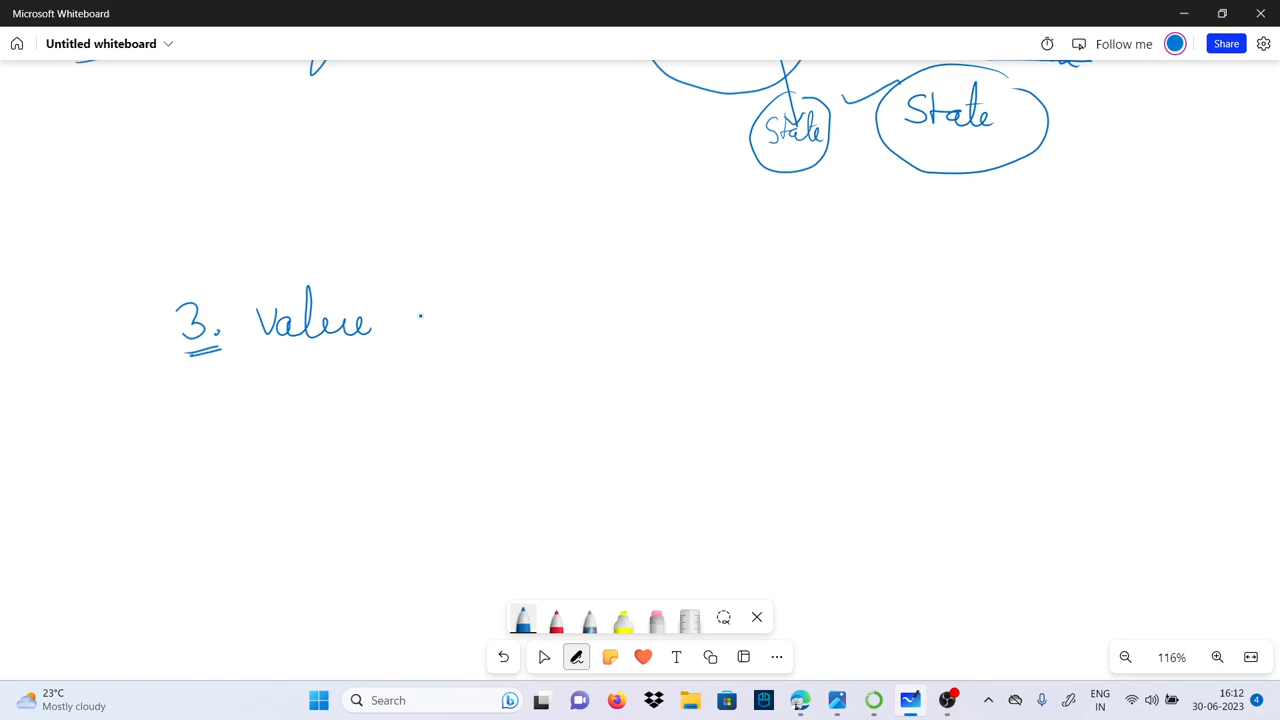 Microsoft Whiteboard
Untitled whiteboard
Follow me
Share
State
State
3. Value
116%
23°C
Mostly cloudy
Search
ENG
IN
16:12
30-06-2023
4